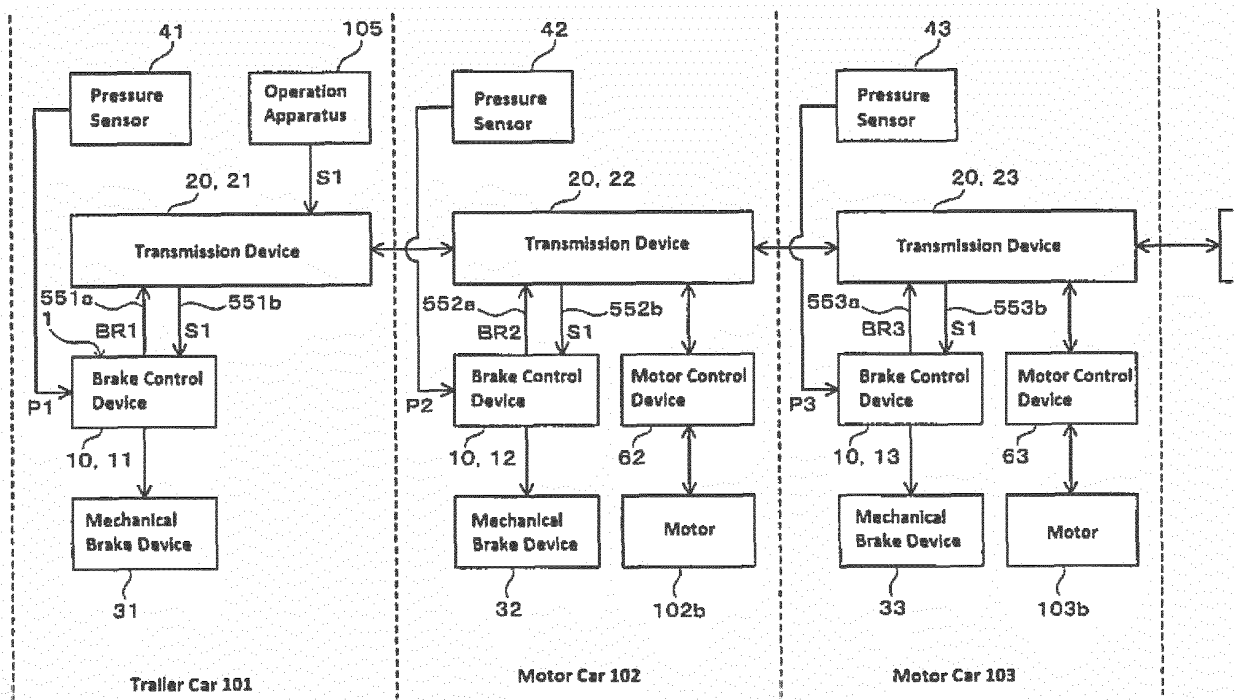 41
105
42
43
Pressure
Sensor
Operation
Apparatus
Pressure
Sensor
Pressure
Sensor
20, 21
S1
20, 22
20, 23
Transmission Device
Transmission Device
Transmission Device
551a
551b
552a
552b
553a
553b
1
BR1
S1
BR2
S1
BR3
S1
Brake Control
Device
Brake Control
Device
Motor Control
Device
Brake Control
Device
Motor Control
Device
P1
P2
P3
10, 11
10, 12
62
10, 13
63
Mechanical
Brake Device
Mechanical
Brake Device
Motor
Mechanical
Brake Device
Motor
31
32
102b
33
103b
Trailer Car 101
Motor Car 102
Motor Car 103